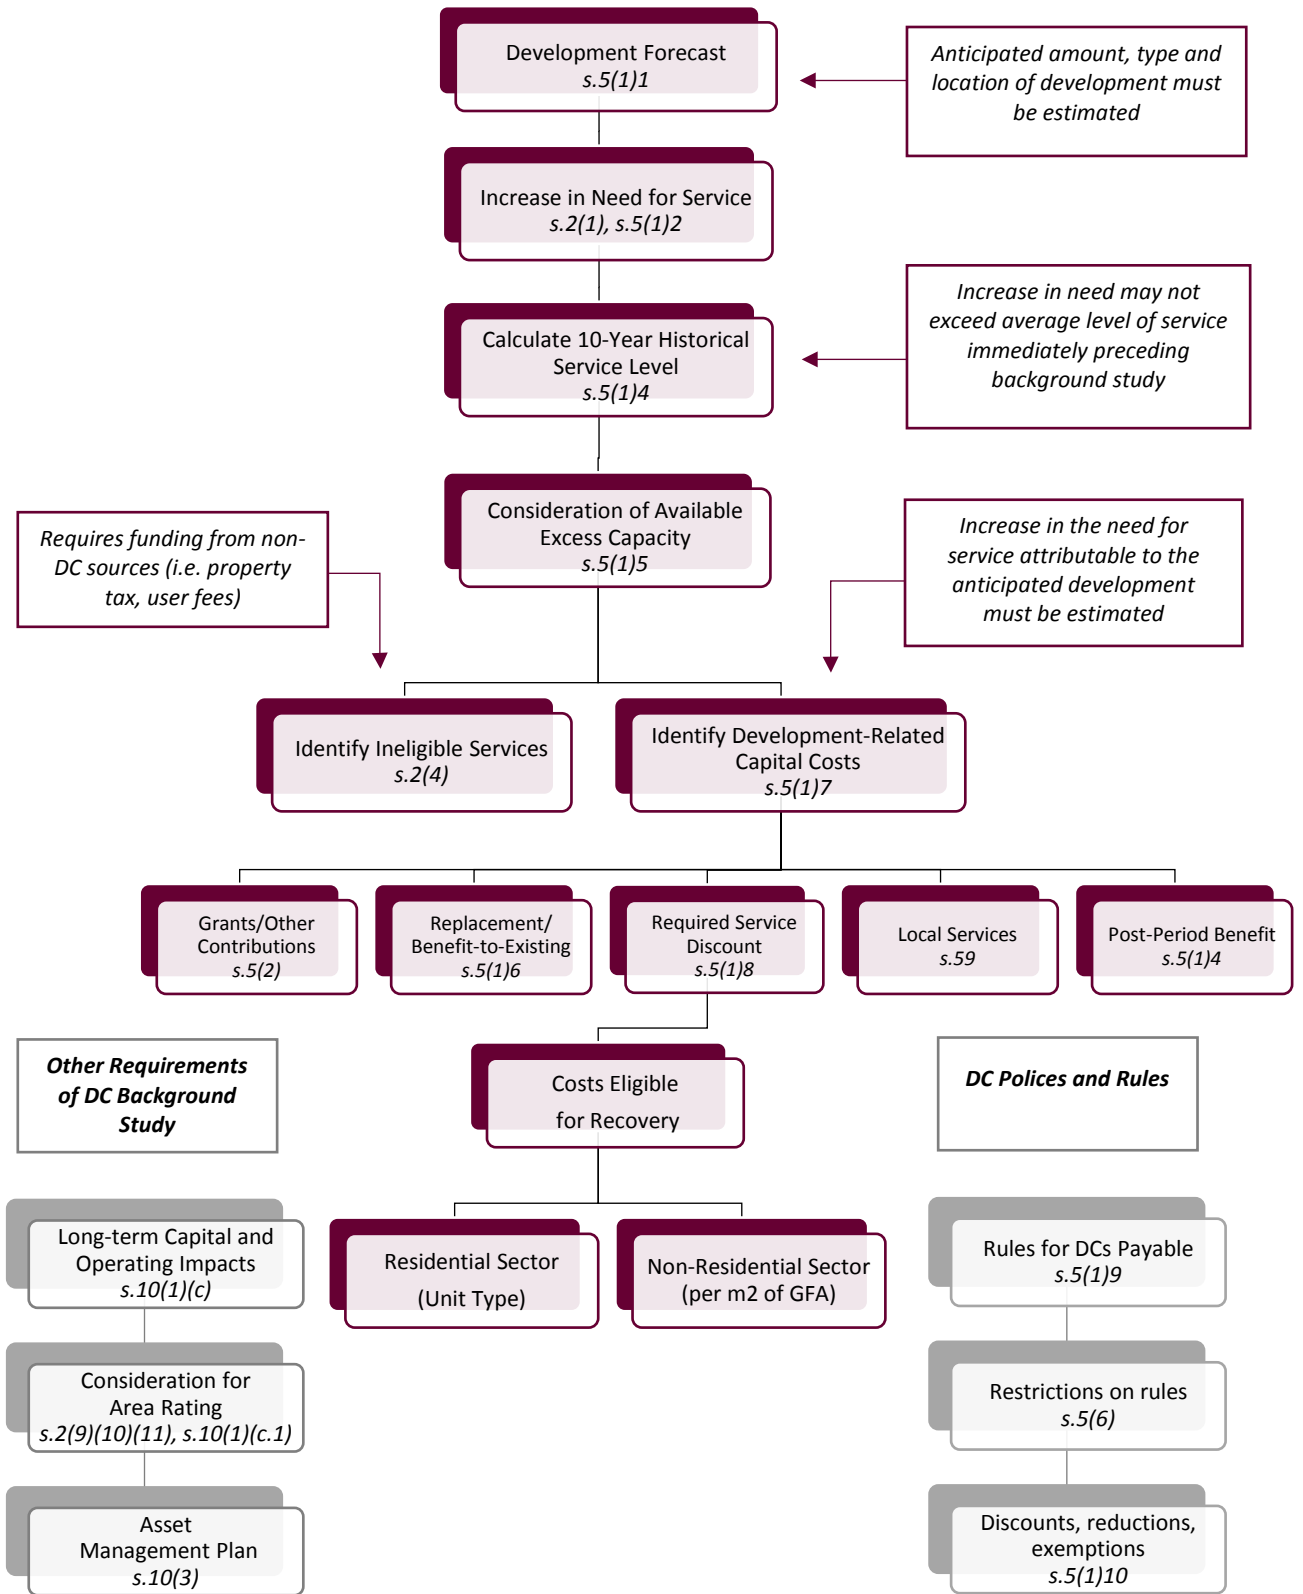 Development Forecast
s.5(1)1
Anticipated amount, type and
location of development must
be estimated
Increase in Need for Service
s.2(1), s.5(1)2
Calculate 10-Year Historical
Service Level
s.5(1)4
Increase in need may not
exceed average level of service
immediately preceding
background study
Consideration of Available
Excess Capacity
s.5(1)5
Requires funding from non-
DC sources (i.e. property
tax, user fees)
Increase in the need for
service attributable to the
anticipated development
must be estimated
Identify Ineligible Services
s.2(4)
Identify Development-Related
Capital Costs
s.5(1)7
Grants/Other
Contributions
s.5(2)
Replacement/
Benefit-to-Existing
s.5(1)6
Required Service
Discount
s.5(1)8
Local Services
s.59
Post-Period Benefit
s.5(1)4
Other Requirements
of DC Background
Study
Costs Eligible
for Recovery
DC Polices and Rules
Long-term Capital and
Operating Impacts
s.10(1)(c)
Residential Sector
(Unit Type)
Non-Residential Sector
(per m2 of GFA)
Rules for DCs Payable
s.5(1)9
Consideration for
Area Rating
s.2(9)(10)(11), s.10(1)(c.1)
Restrictions on rules
s.5(6)
Asset
Management Plan
s.10(3)
Discounts, reductions,
exemptions
s.5(1)10